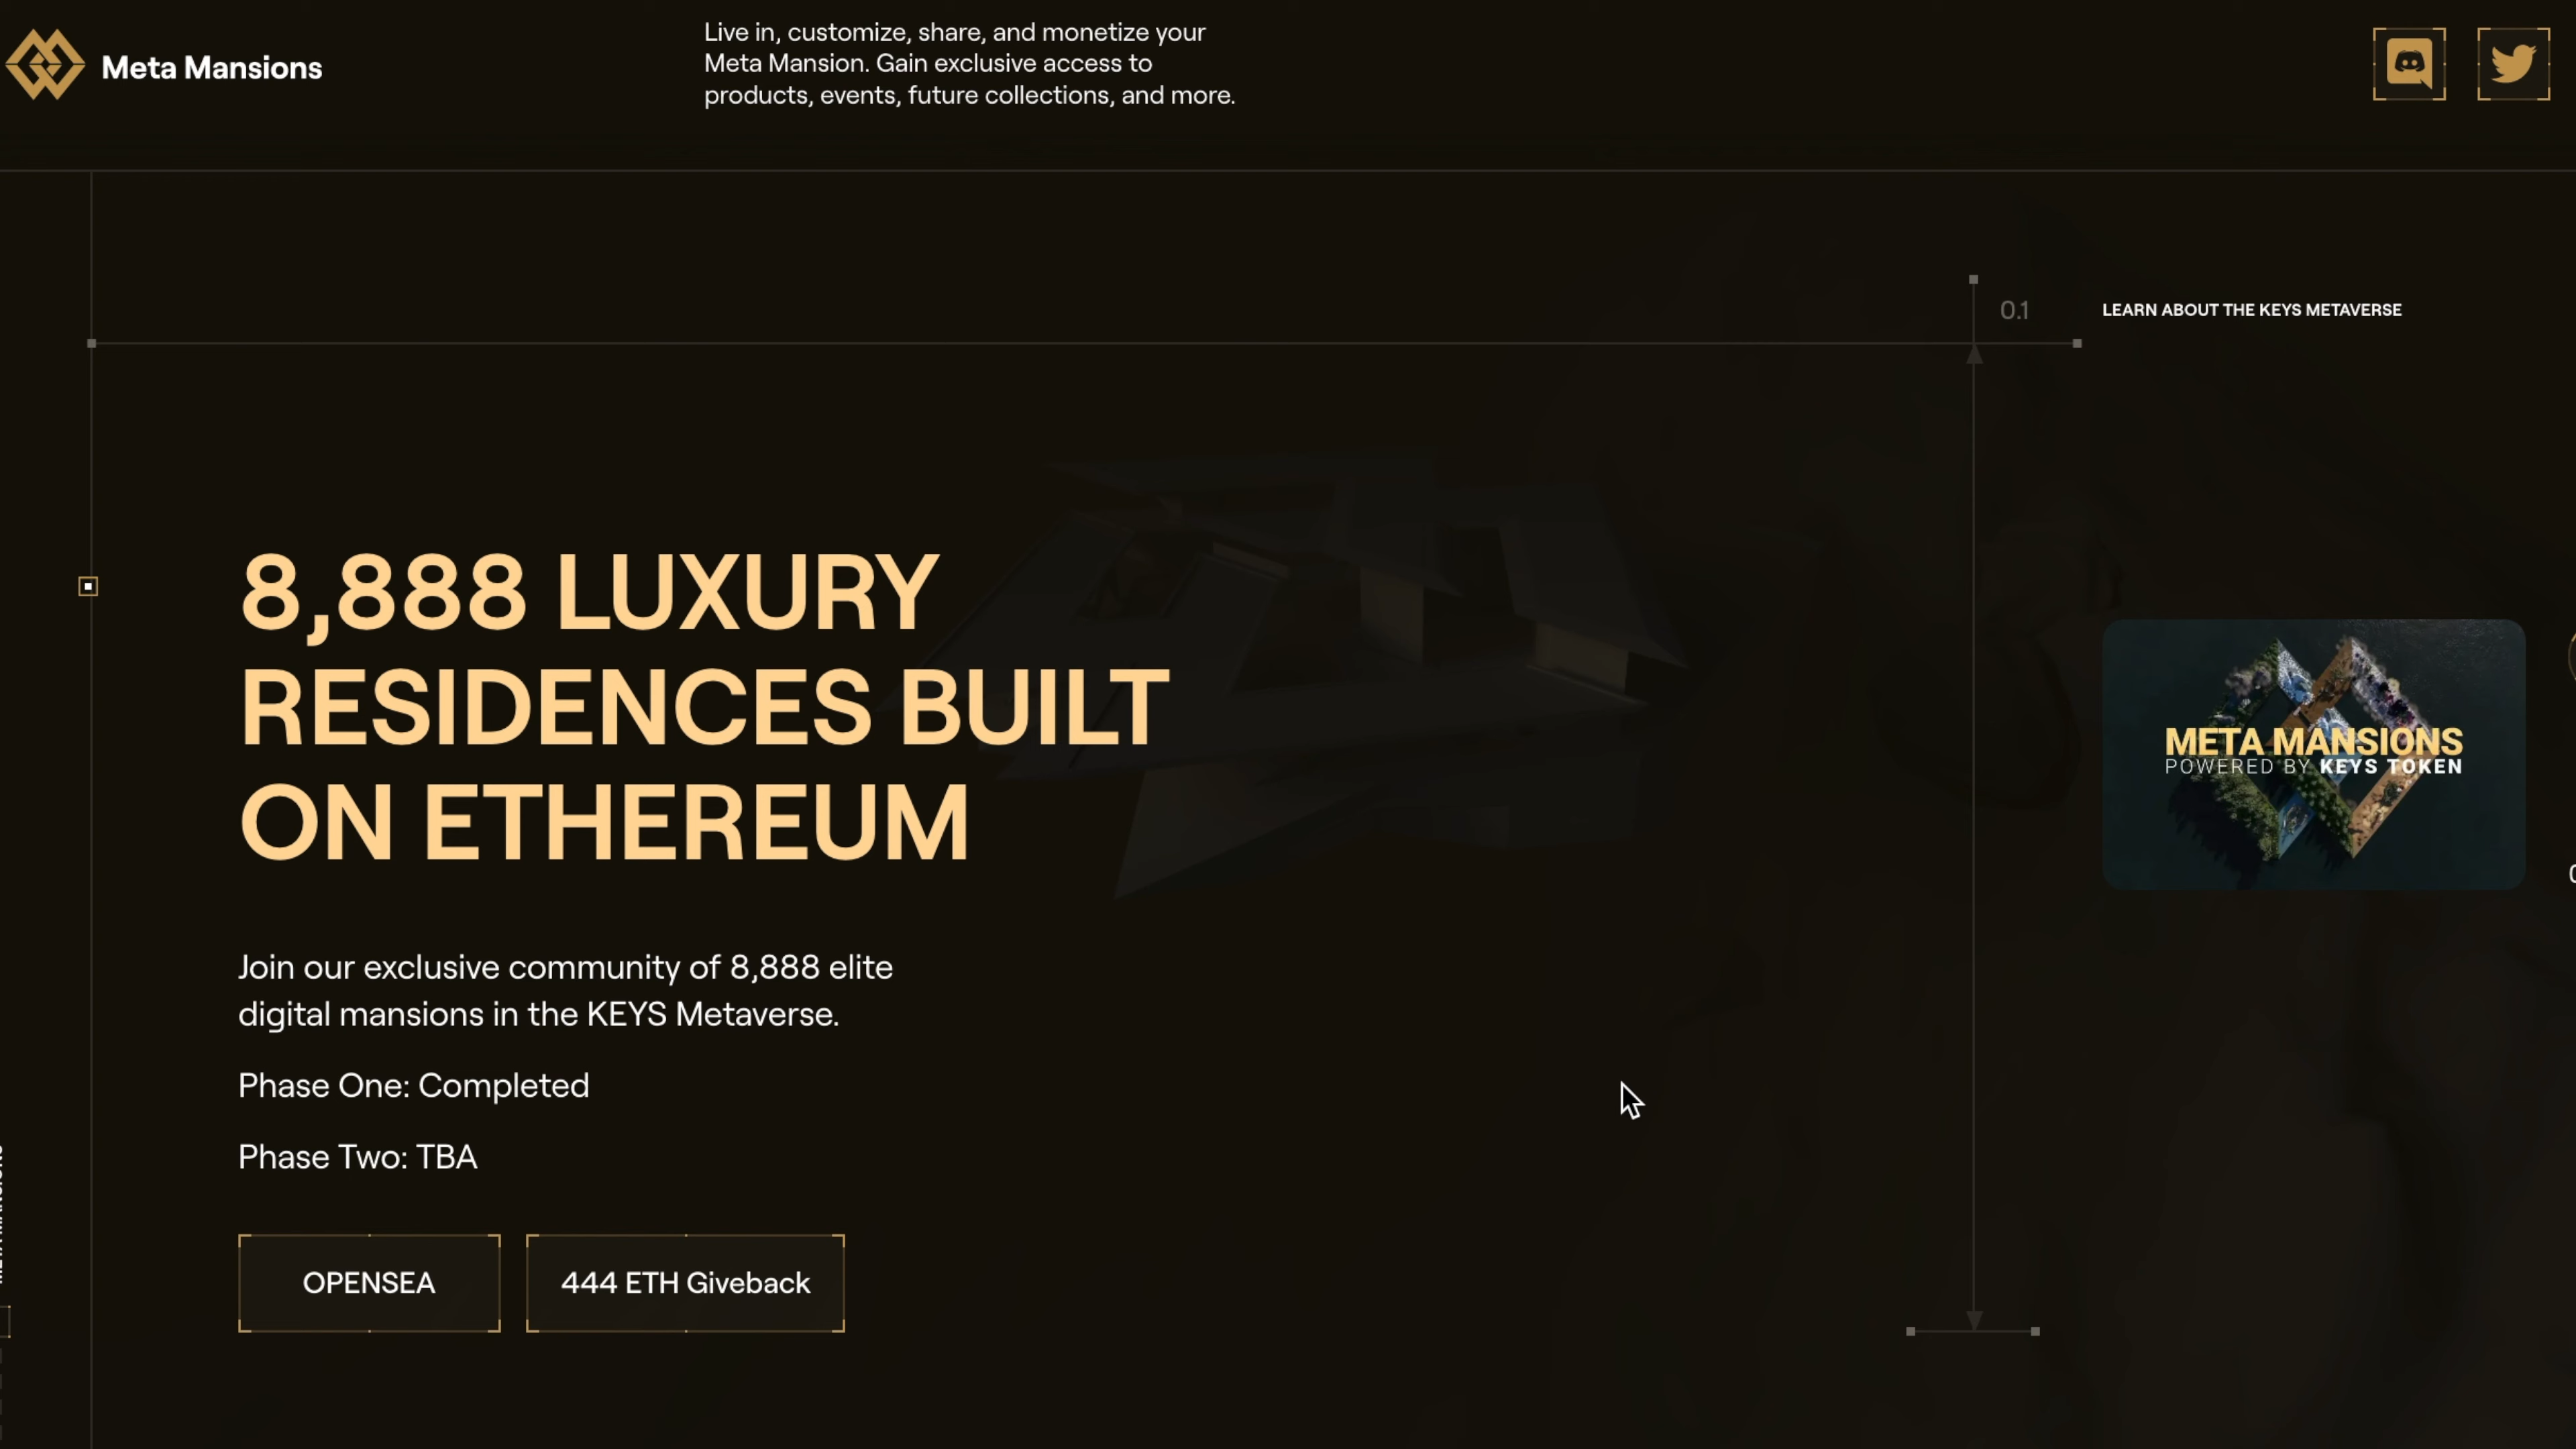 Meta Mansions
Live in, customize, share, and monetize your
Meta Mansion. Gain exclusive access to
products, events, future collections, and more.
0.1
LEARN ABOUT THE KEYS METAVERSE
8,888 LUXURY
RESIDENCES BUILT
ON ETHEREUM
META MANSIONS
POWERED BY KEYS TOKEN
Join our exclusive community of 8,888 elite
digital mansions in the KEYS Metaverse.
Phase One: Completed
Phase Two: TBA
OPENSEA
444 ETH Giveback